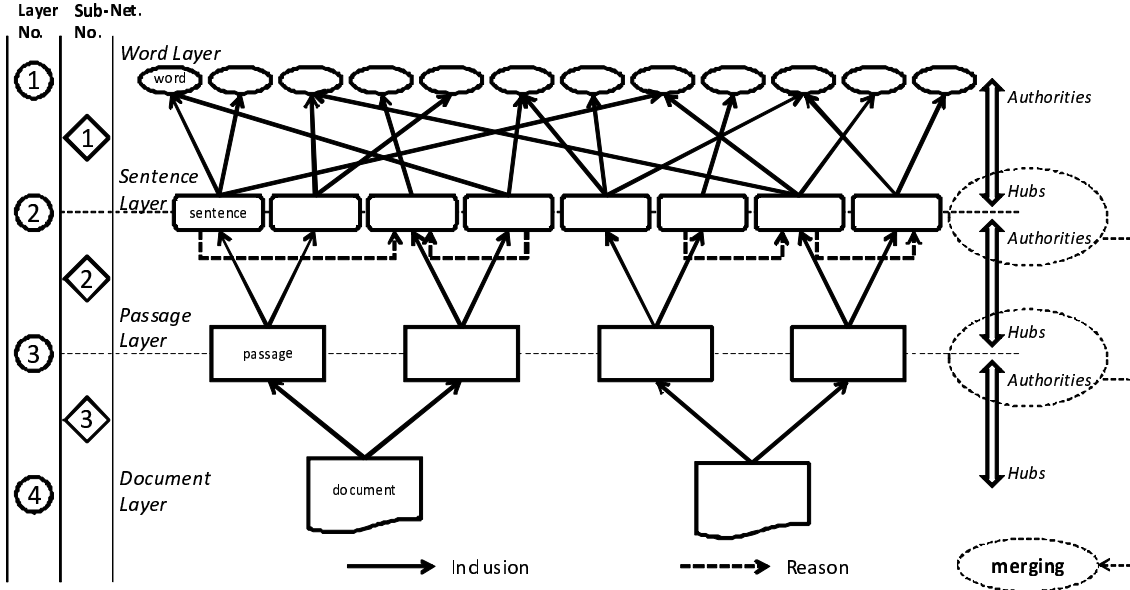 Layer No.
Sub-Net. No.
Word Layer
1
word
Authorities
1
Sentence Layer
Hubs
2
sentence
Authorities
2
Passage Layer
Hubs
3
passage
Authorities
3
Document Layer
Hubs
4
document
Inclusion
Reason
merging